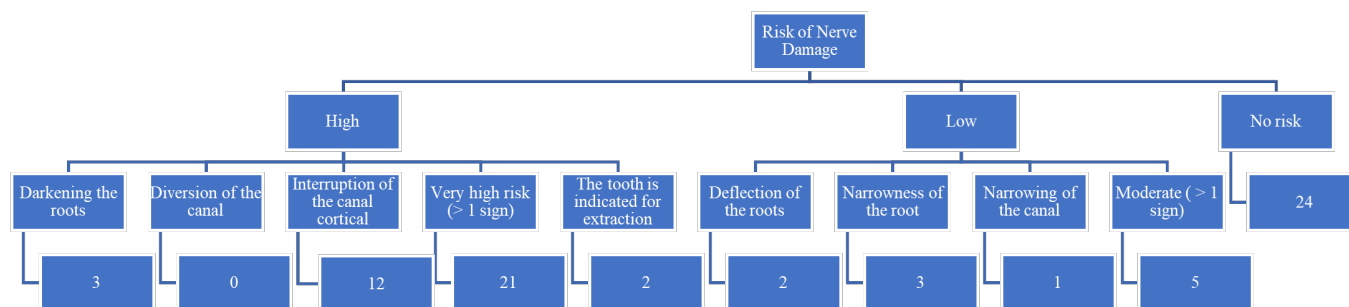 Risk of Nerve
Damage
High
Low
No risk
Darkening the
roots
Diversion of the
canal
Interruption of
the canal
cortical
Very high risk
(> 1 sign)
The tooth is
indicated for
extraction
Deflection of
the roots
Narrowness of
the root
Narrowing of
the canal
Moderate ( > 1
sign)
24
3
0
12
21
2
2
3
1
5